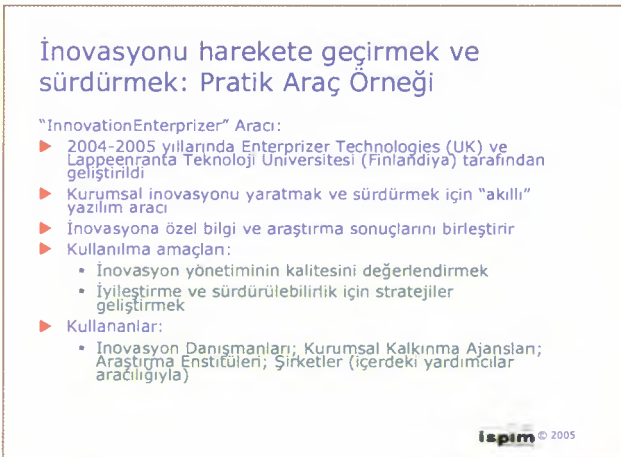 İnovasyonu harekete geçirmek ve
sürdürmek: Pratik Araç Örneği
"InnovationEnterprizer" Aracı:
2004-2005 yıllarında Enterprizer Technologies (UK) ve
Lappeenranta Teknoloji Üniversitesi (Finlandiya) tarafından
geliştirildi
Kurumsal inovasyonu yaratmak ve sürdürmek için "akıllı"
yazılım aracı
İnovasyona özel bilgi ve araştırma sonuçlarını birleştirir
Kullanılma amaçları:
• İnovasyon yönetiminin kalitesini değerlendirmek
• İyileştirme ve sürdürülebilirlik için stratejiler
geliştirmek
Kullananlar:
• İnovasyon Danışmanları; Kurumsal Kalkınma Ajansları;
Araştırma Enstitüleri; Şirketler (içerdeki yardımcılar
aracılığıyla)
ispim © 2005